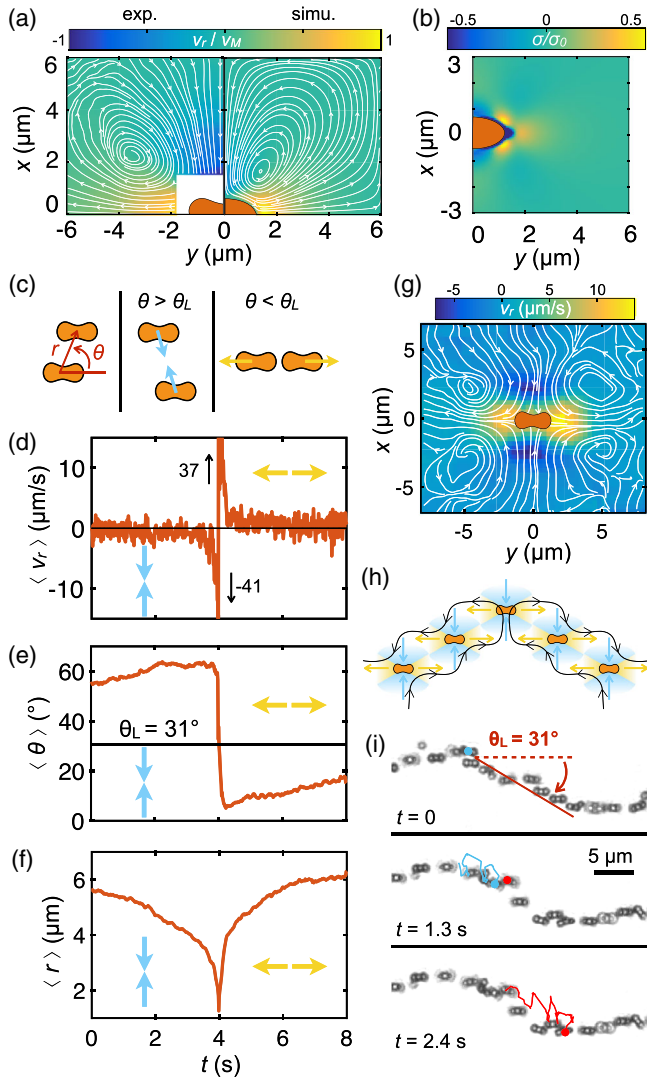 (a) exp. simu.
-1 v_r / v_M 1
6
4
2
0
x (μm)
-6 -4 -2 0 2 4 6
y (μm)
(b) -0.5 0.5
σ/σ_0
3
0
-3
x (μm)
0 2 4 6
y (μm)
(c) θ > θ_L θ < θ_L
r θ
(d)
10
0
-10
⟨ v_r ⟩ (μm/s)
37
-41
(e)
60
40
20
0
⟨ θ ⟩ (°)
θ_L = 31°
(f)
6
4
2
⟨ r ⟩ (μm)
0 4 8
t (s)
(g) -5 0 5 10
v_r (μm/s)
5
0
-5
x (μm)
-5 0 5
y (μm)
(h)
(i) θ_L = 31°
t = 0
5 μm
t = 1.3 s
t = 2.4 s